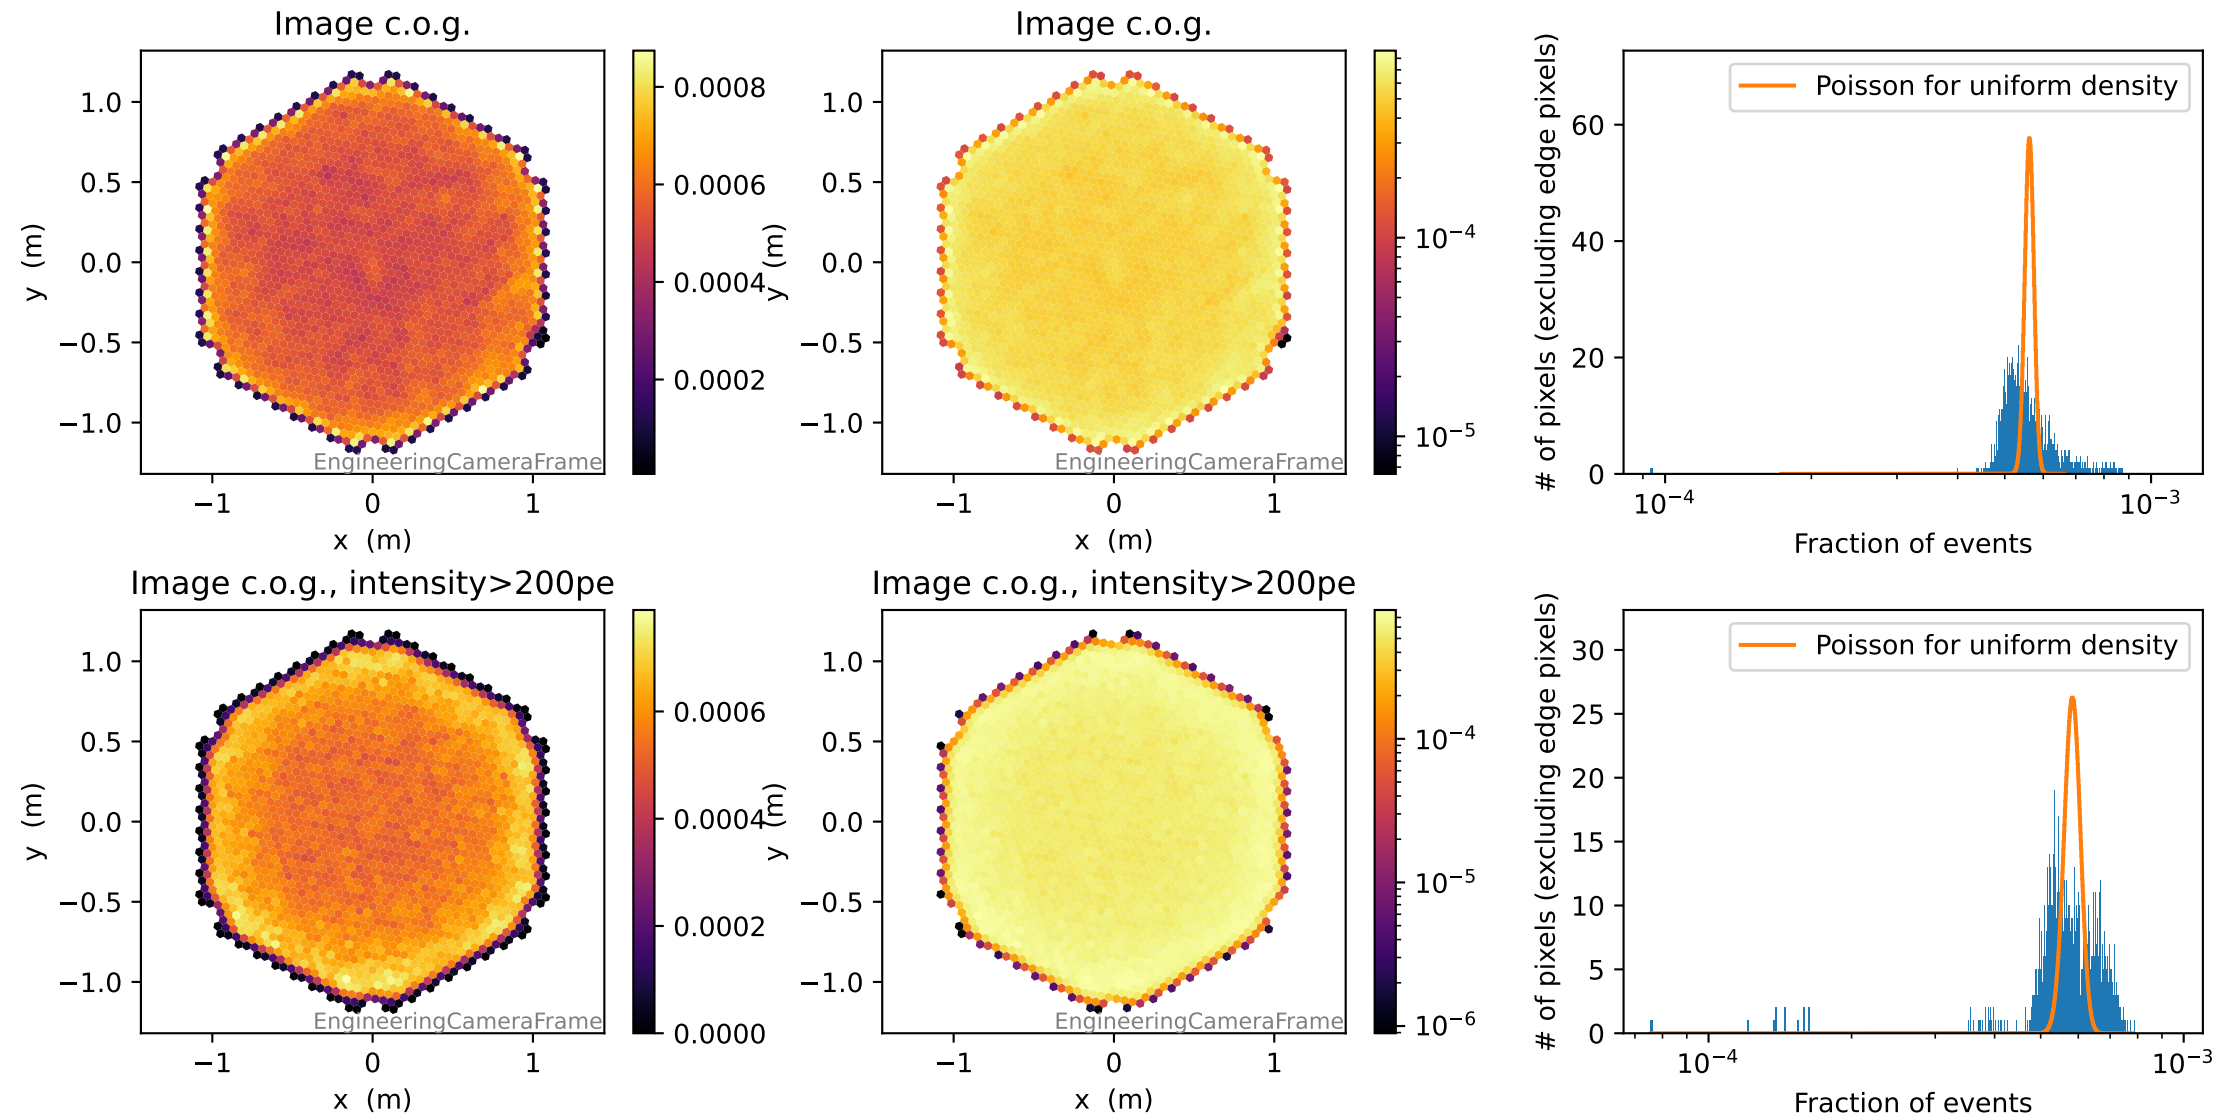 Image c.o.g.
y (m)
1.0
0.5
0.0
−0.5
−1.0
EngineeringCameraFrame
−1 0 1
x (m)
0.0008
0.0006
0.0004
0.0002
Image c.o.g.
y (m)
1.0
0.5
0.0
−0.5
−1.0
EngineeringCameraFrame
−1 0 1
x (m)
10⁻⁴
10⁻⁵
# of pixels (excluding edge pixels)
60
40
20
0
Poisson for uniform density
10⁻⁴ 10⁻³
Fraction of events
Image c.o.g., intensity>200pe
y (m)
1.0
0.5
0.0
−0.5
−1.0
EngineeringCameraFrame
−1 0 1
x (m)
0.0006
0.0004
0.0002
0.0000
Image c.o.g., intensity>200pe
y (m)
1.0
0.5
0.0
−0.5
−1.0
EngineeringCameraFrame
−1 0 1
x (m)
10⁻⁴
10⁻⁵
10⁻⁶
# of pixels (excluding edge pixels)
30
25
20
15
10
5
0
Poisson for uniform density
10⁻⁴ 10⁻³
Fraction of events